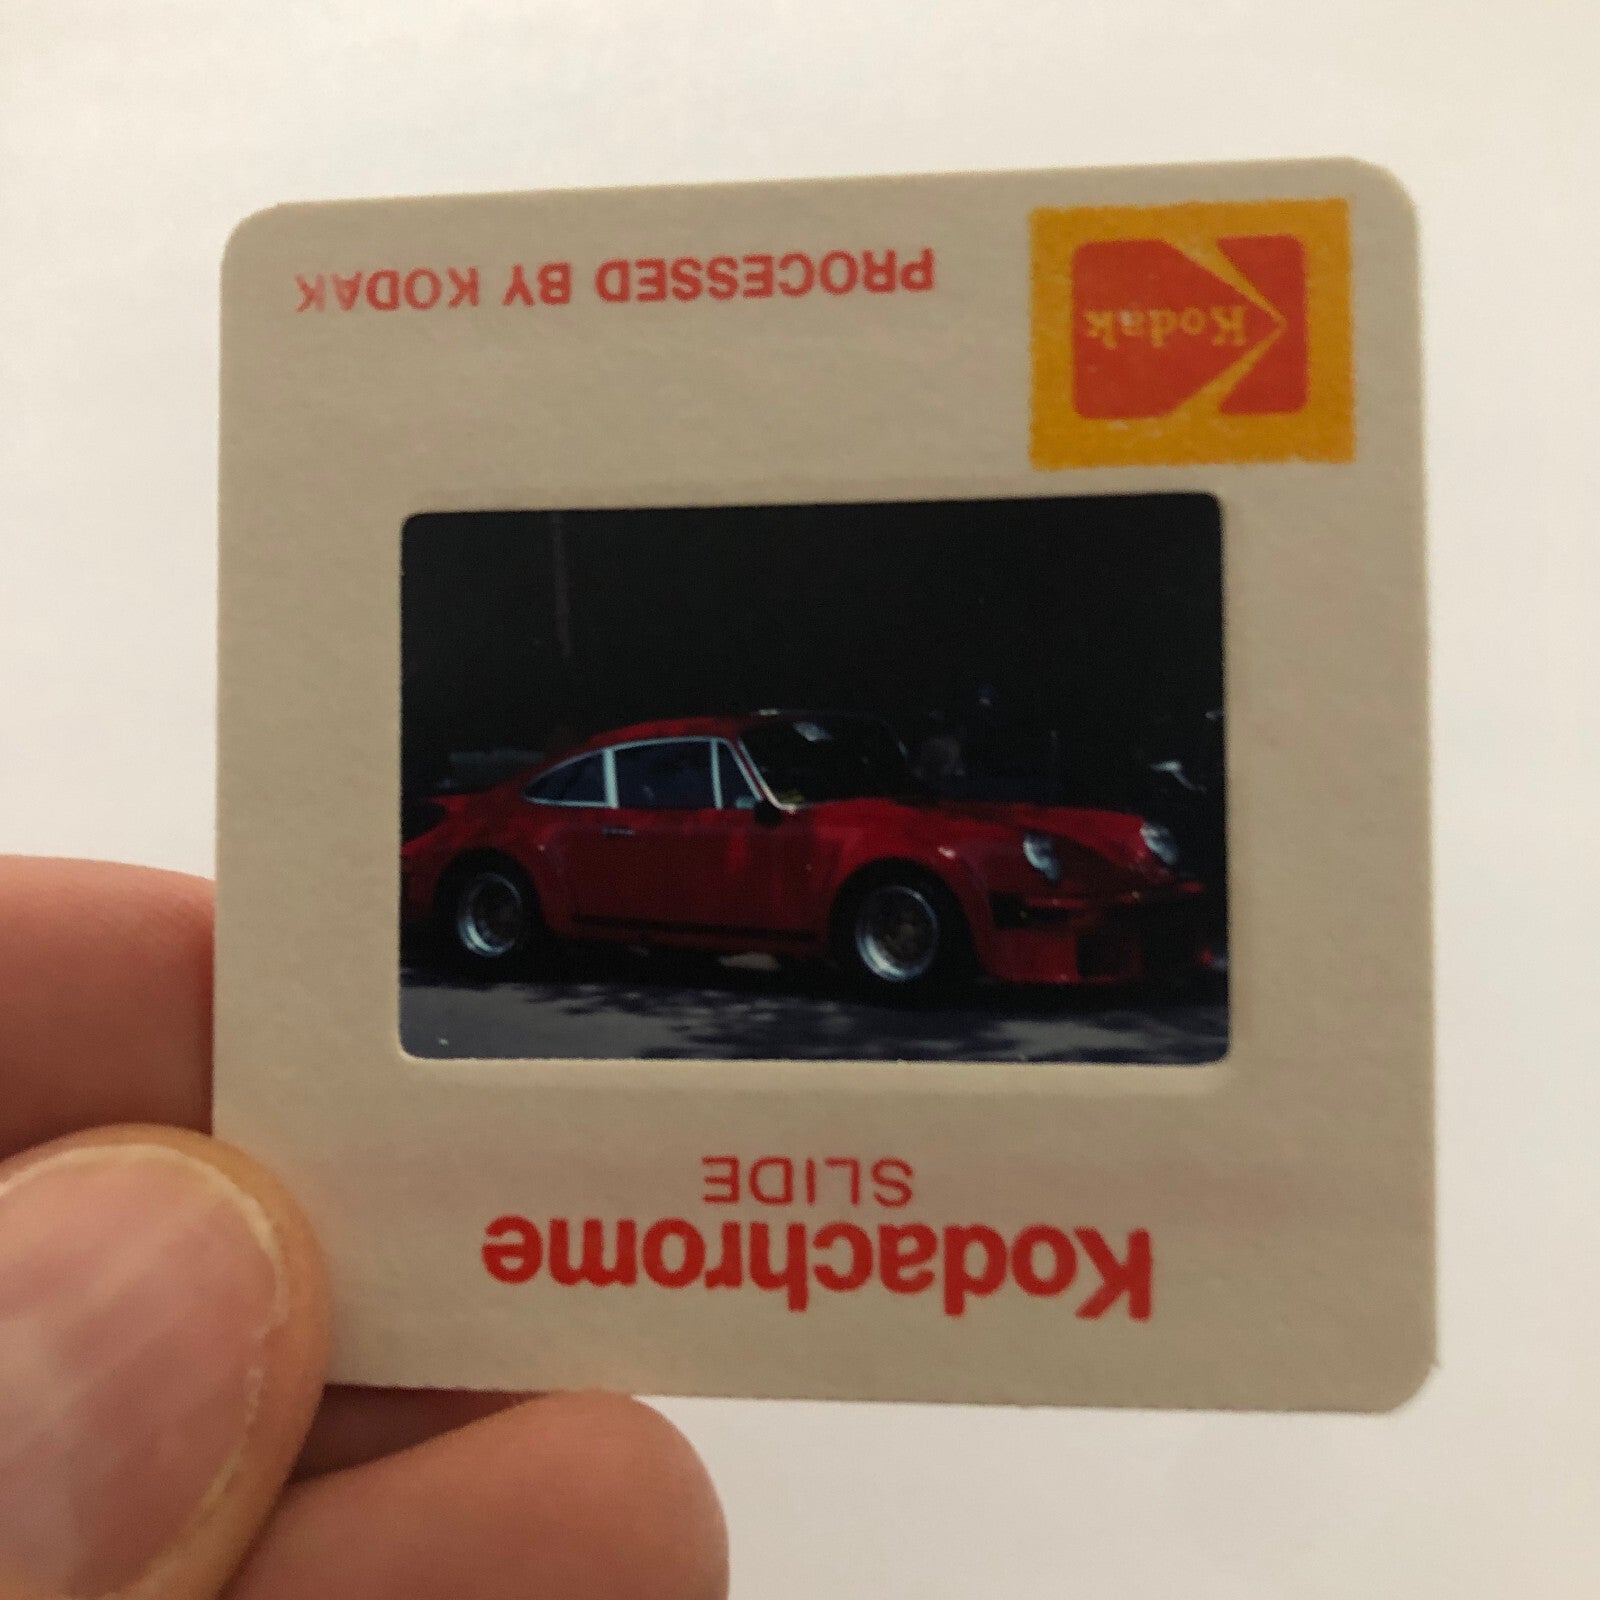 Kodachrome
SLIDE
Kodak
PROCESSED BY KODAK